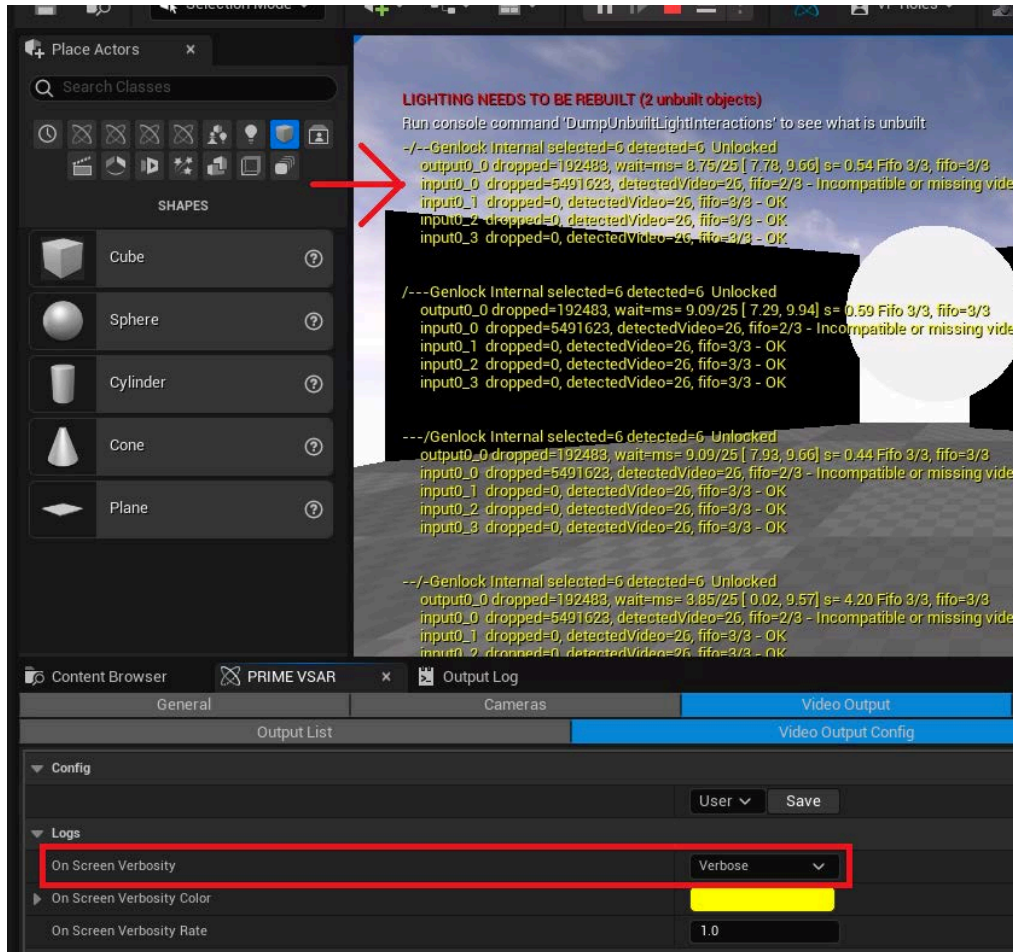 Selection Mode
VP Roles
Place Actors
Search Classes
SHAPES
Cube
Sphere
Cylinder
Cone
Plane
LIGHTING NEEDS TO BE REBUILT (2 unbuilt objects)
Run console command 'DumpUnbuiltLightInteractions' to see what is unbuilt
-/--Genlock Internal selected=6 detected=6 Unlocked
output0_0 dropped=192483, wait=ms= 8.75/25 [ 7.78, 9.66] s= 0.54 Fifo 3/3, fifo=3/3
input0_0 dropped=5491623, detectedVideo=26, fifo=2/3 - Incompatible or missing vide
input0_1 dropped=0, detectedVideo=26, fifo=3/3 - OK
input0_2 dropped=0, detectedVideo=26, fifo=3/3 - OK
input0_3 dropped=0, detectedVideo=26, fifo=3/3 - OK
/---Genlock Internal selected=6 detected=6 Unlocked
output0_0 dropped=192483, wait=ms= 9.09/25 [ 7.29, 9.94] s= 0.59 Fifo 3/3, fifo=3/3
input0_0 dropped=5491623, detectedVideo=26, fifo=2/3 - Incompatible or missing vide
input0_1 dropped=0, detectedVideo=26, fifo=3/3 - OK
input0_2 dropped=0, detectedVideo=26, fifo=3/3 - OK
input0_3 dropped=0, detectedVideo=26, fifo=3/3 - OK
---/Genlock Internal selected=6 detected=6 Unlocked
output0_0 dropped=192483, wait=ms= 9.09/25 [ 7.93, 9.66] s= 0.44 Fifo 3/3, fifo=3/3
input0_0 dropped=5491623, detectedVideo=26, fifo=2/3 - Incompatible or missing vide
input0_1 dropped=0, detectedVideo=26, fifo=3/3 - OK
input0_2 dropped=0, detectedVideo=26, fifo=3/3 - OK
input0_3 dropped=0, detectedVideo=26, fifo=3/3 - OK
--/-Genlock Internal selected=6 detected=6 Unlocked
output0_0 dropped=192483, wait=ms= 3.85/25 [ 0.02, 9.57] s= 4.20 Fifo 3/3, fifo=3/3
input0_0 dropped=5491623, detectedVideo=26, fifo=2/3 - Incompatible or missing vide
input0_1 dropped=0, detectedVideo=26, fifo=3/3 - OK
input0_2 dropped=0, detectedVideo=26, fifo=3/3 - OK
Content Browser
PRIME VSAR
Output Log
General
Cameras
Video Output
Output List
Video Output Config
Config
User
Save
Logs
On Screen Verbosity
Verbose
On Screen Verbosity Color
On Screen Verbosity Rate
1.0